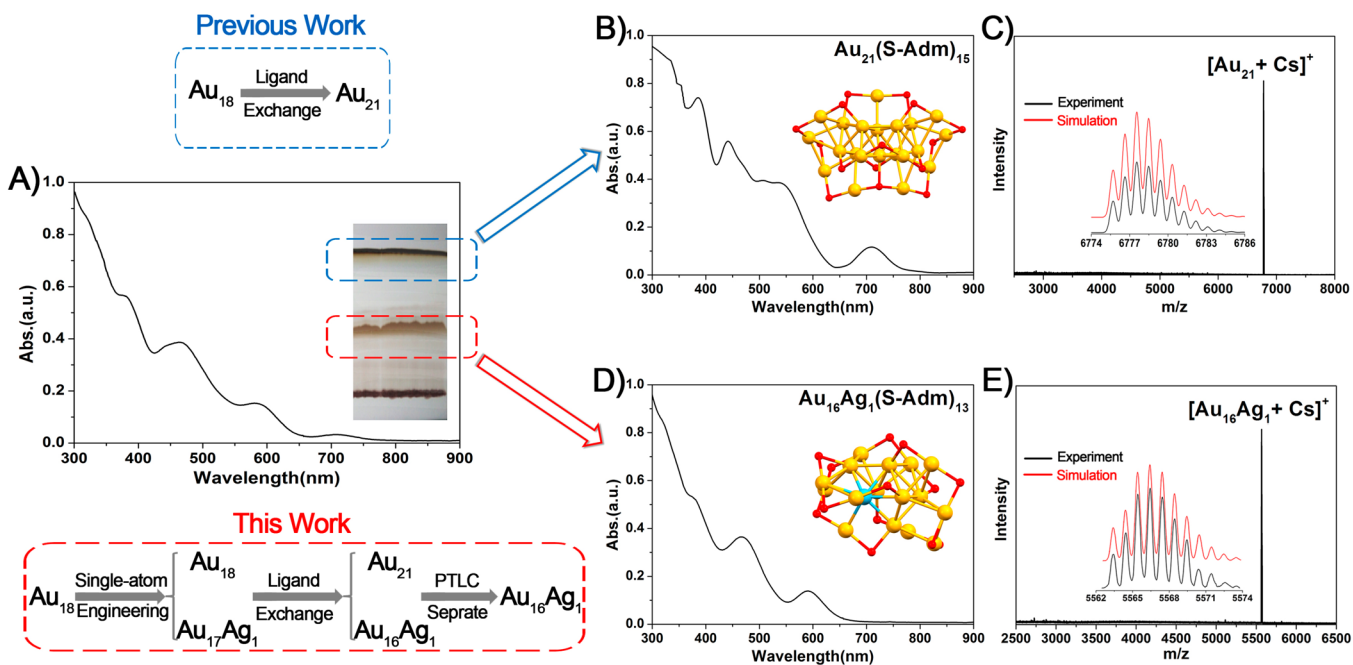 Previous Work
Au18
Ligand
Exchange
Au21
A)
1.0
0.8
0.6
0.4
0.2
0.0
Abs.(a.u.)
300 400 500 600 700 800 900
Wavelength(nm)
B)
Au21(S-Adm)15
1.0
0.8
0.6
0.4
0.2
0.0
Abs.(a.u.)
300 400 500 600 700 800 900
Wavelength(nm)
C)
[Au21+ Cs]+
Experiment
Simulation
Intensity
6774 6777 6780 6783 6786
3000 4000 5000 6000 7000 8000
m/z
This Work
Au18
Single-atom
Engineering
Au18
Au17Ag1
Ligand
Exchange
Au21
Au16Ag1
PTLC
Seprate
Au16Ag1
D)
Au16Ag1(S-Adm)13
1.0
0.8
0.6
0.4
0.2
0.0
Abs.(a.u.)
300 400 500 600 700 800 900
Wavelength(nm)
E)
[Au16Ag1+ Cs]+
Experiment
Simulation
Intensity
5562 5565 5568 5571 5574
2500 3000 3500 4000 4500 5000 5500 6000 6500
m/z